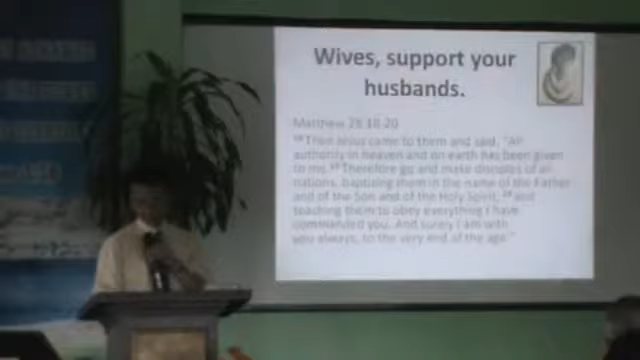 Wives, support your
husbands.
Matthew 28:18-20
18 Then Jesus came to them and said, "All
authority in heaven and on earth has been given
to me. 19 Therefore go and make disciples of all
nations, baptizing them in the name of the Father
and of the Son and of the Holy Spirit, 20 and
teaching them to obey everything I have
commanded you. And surely I am with
you always, to the very end of the age."